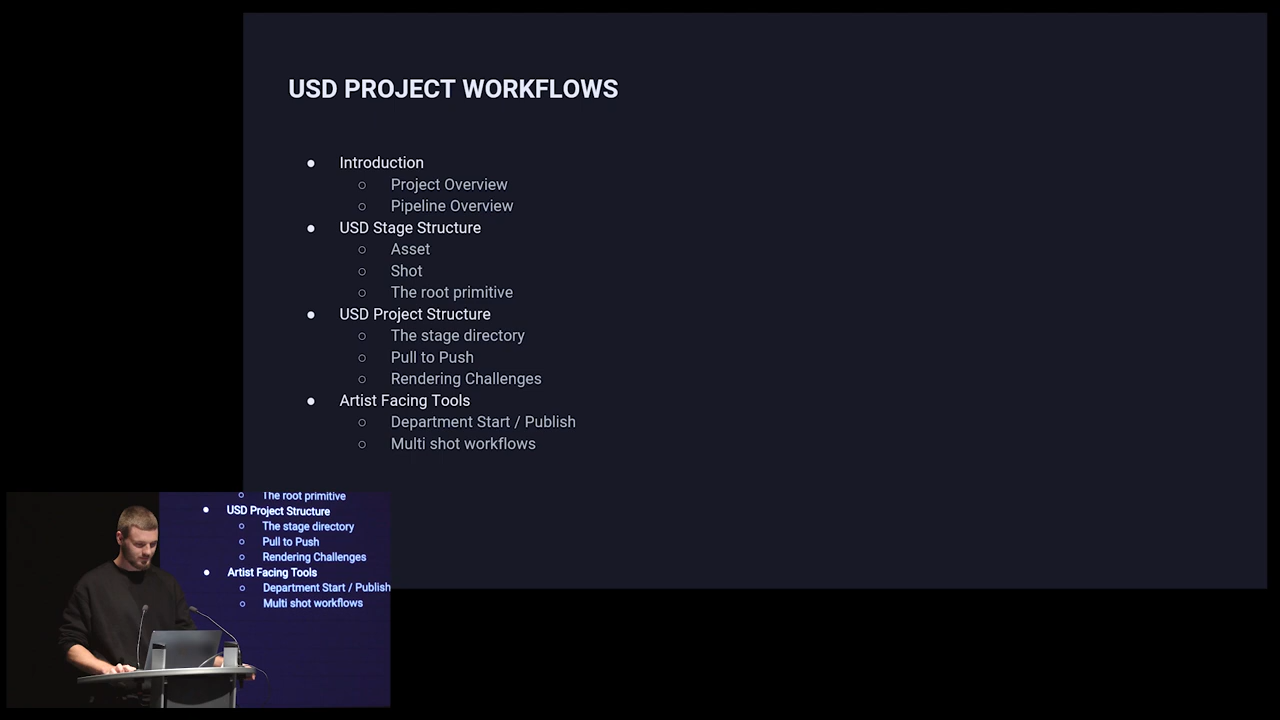 USD PROJECT WORKFLOWS
● Introduction
○ Project Overview
○ Pipeline Overview
● USD Stage Structure
○ Asset
○ Shot
○ The root primitive
● USD Project Structure
○ The stage directory
○ Pull to Push
○ Rendering Challenges
● Artist Facing Tools
○ Department Start / Publish
○ Multi shot workflows
○ The root primitive
● USD Project Structure
○ The stage directory
○ Pull to Push
○ Rendering Challenges
● Artist Facing Tools
○ Department Start / Publish
○ Multi shot workflows